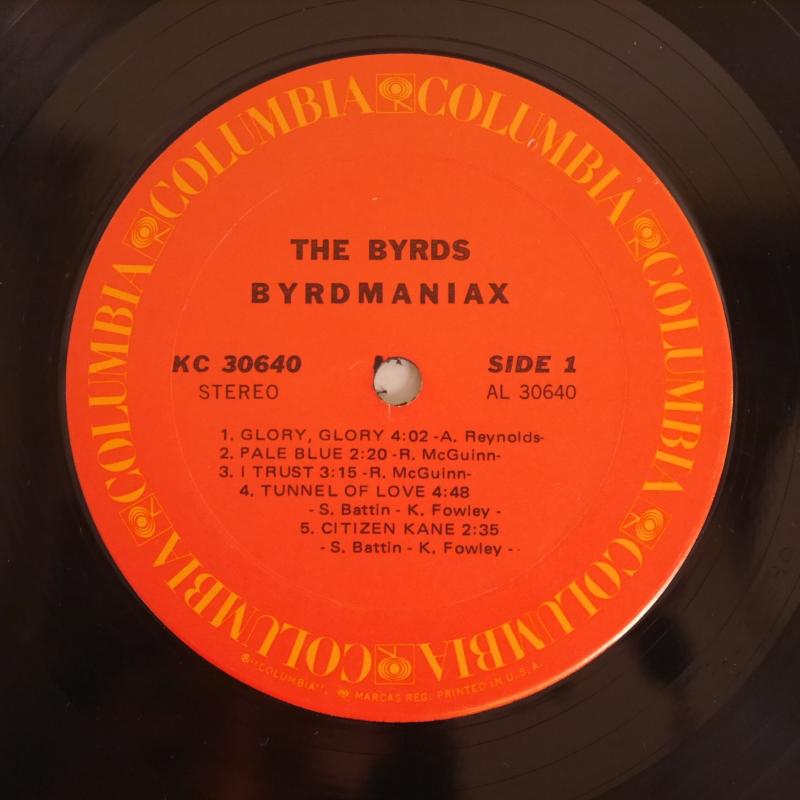 COLUMBIA COLUMBIA COLUMBIA COLUMBIA COLUMBIA COLUMBIA COLUMBIA COLUMBIA
THE BYRDS
BYRDMANIAX
KC 30640 SIDE 1
STEREO AL 30640
1. GLORY, GLORY 4:02 -A. Reynolds-
2. PALE BLUE 2:20 -R. McGuinn-
3. I TRUST 3:15 -R. McGuinn-
4. TUNNEL OF LOVE 4:48
- S. Battin - K. Fowley -
5. CITIZEN KANE 2:35
- S. Battin - K. Fowley -
®"COLUMBIA", MARCAS REG. PRINTED IN U.S.A.